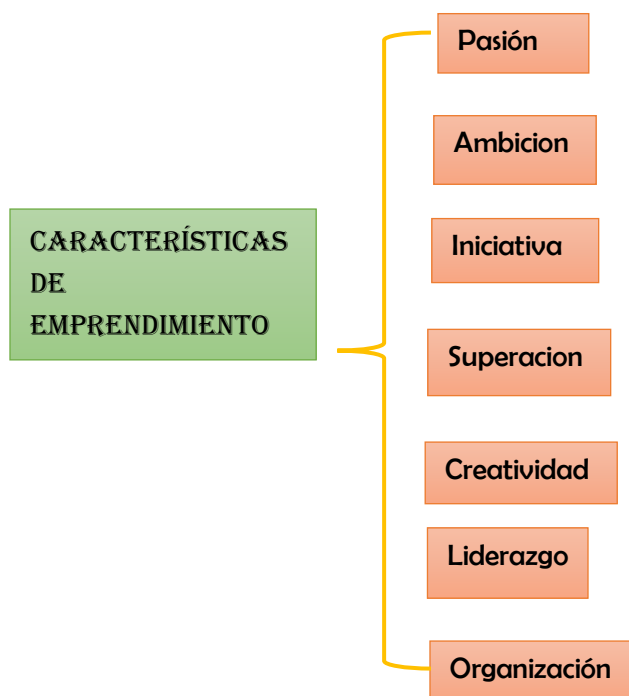 CARACTERÍSTICAS
DE
EMPRENDIMIENTO
Pasión
Ambicion
Iniciativa
Superacion
Creatividad
Liderazgo
Organización